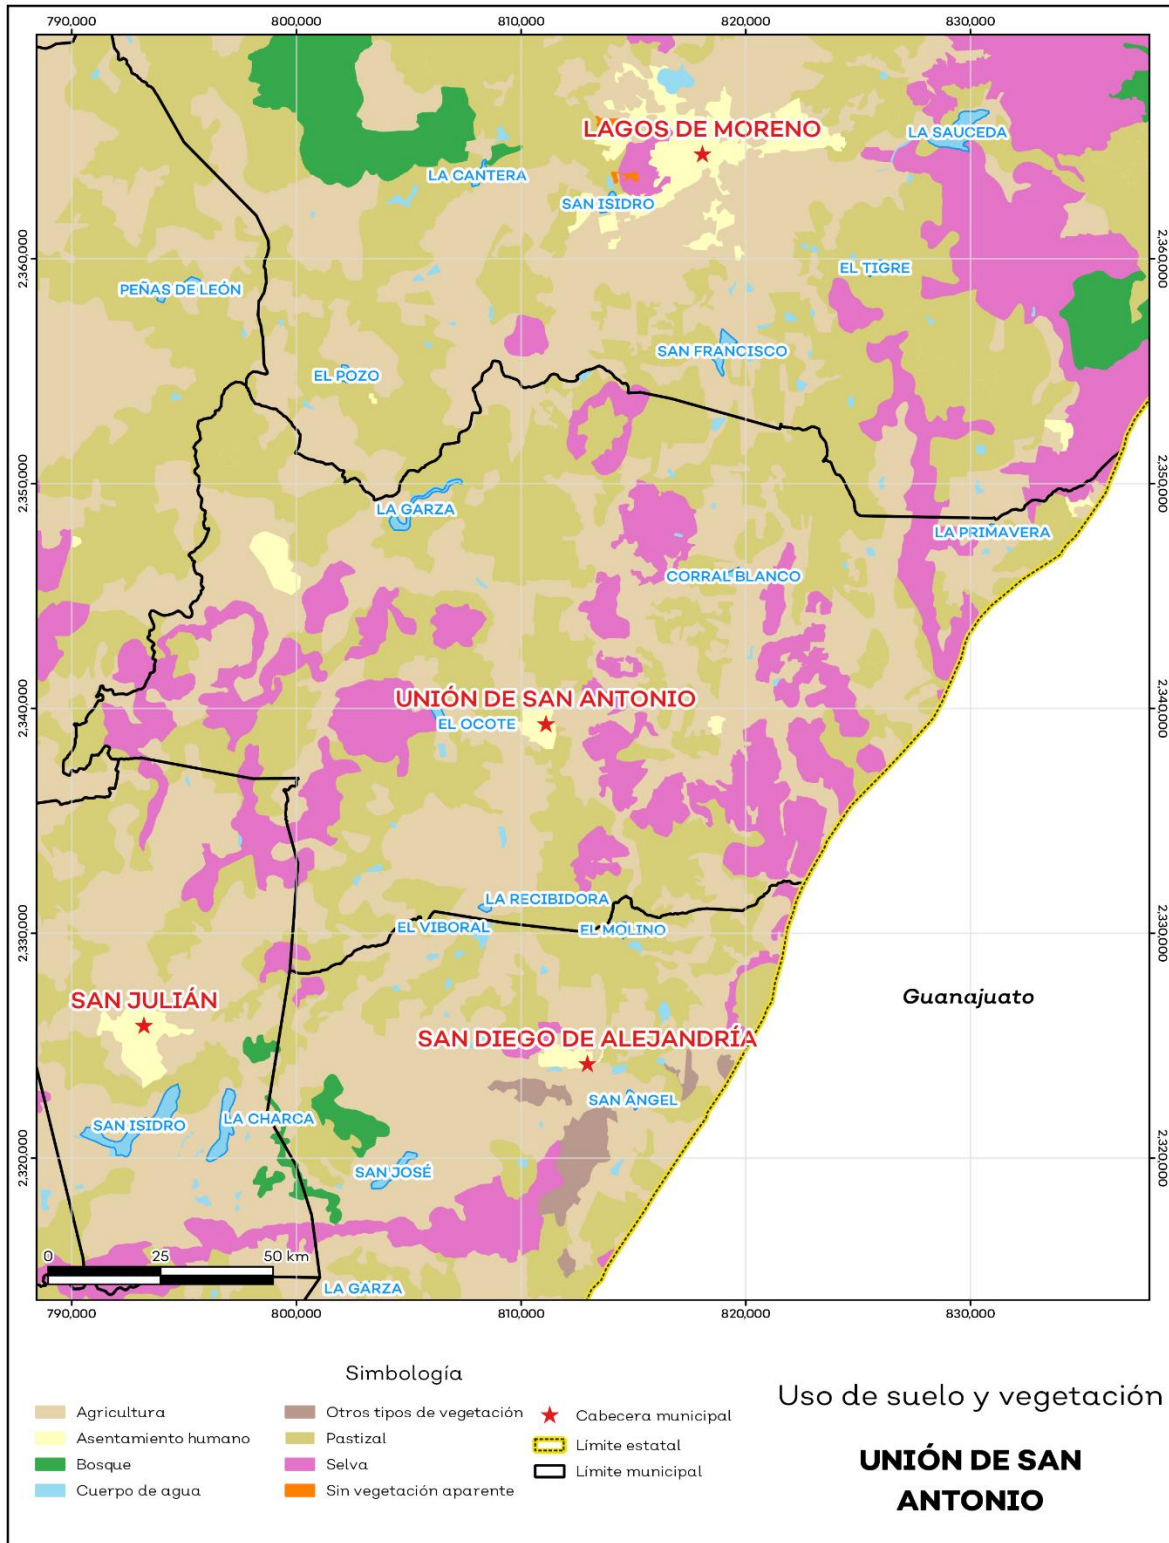 790,000
800,000
810,000
820,000
830,000
2,360,000
2,350,000
2,340,000
2,330,000
2,320,000
2,360,000
2,350,000
2,340,000
2,330,000
2,320,000
LAGOS DE MORENO
LA SAUCEDA
LA CANTERA
SAN ISIDRO
EL TIGRE
PEÑAS DE LEÓN
SAN FRANCISCO
EL POZO
LA GARZA
LA PRIMAVERA
CORRAL BLANCO
UNIÓN DE SAN ANTONIO
EL OCOTE
LA RECIBIDORA
EL VIBORAL
EL MOLINO
Guanajuato
SAN JULIÁN
SAN DIEGO DE ALEJANDRÍA
SAN ÁNGEL
SAN ISIDRO
LA CHARCA
SAN JOSÉ
0 25 50 km
LA GARZA
790,000
800,000
810,000
820,000
830,000
Simbología
Agricultura
Asentamiento humano
Bosque
Cuerpo de agua
Otros tipos de vegetación
Pastizal
Selva
Sin vegetación aparente
Cabecera municipal
Límite estatal
Límite municipal
Uso de suelo y vegetación
UNIÓN DE SAN
ANTONIO